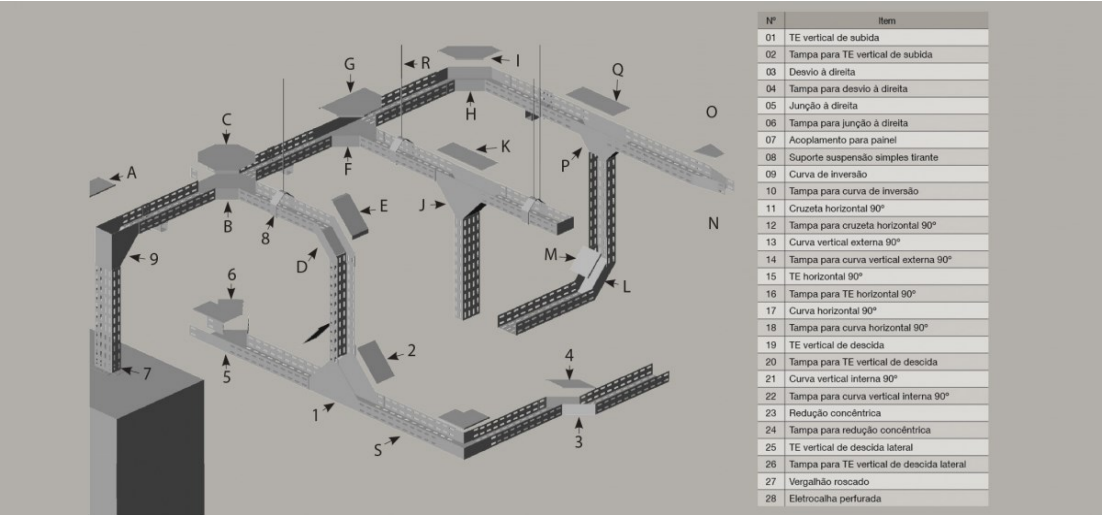 R
I
G
Q
C
H
O
K
A
F
P
E
J
B
8
D
9
M
N
6
L
2
4
7
5
1
S
3
Nº Item
01 TE vertical de subida
02 Tampa para TE vertical de subida
03 Desvio à direita
04 Tampa para desvio à direita
05 Junção à direita
06 Tampa para junção à direita
07 Acoplamento para painel
08 Suporte suspensão simples tirante
09 Curva de inversão
10 Tampa para curva de inversão
11 Cruzeta horizontal 90º
12 Tampa para cruzeta horizontal 90º
13 Curva vertical externa 90º
14 Tampa para curva vertical externa 90º
15 TE horizontal 90º
16 Tampa para TE horizontal 90º
17 Curva horizontal 90º
18 Tampa para curva horizontal 90º
19 TE vertical de descida
20 Tampa para TE vertical de descida
21 Curva vertical interna 90º
22 Tampa para curva vertical interna 90º
23 Redução concêntrica
24 Tampa para redução concêntrica
25 TE vertical de descida lateral
26 Tampa para TE vertical de descida lateral
27 Vergalhão roscado
28 Eletrocalha perfurada